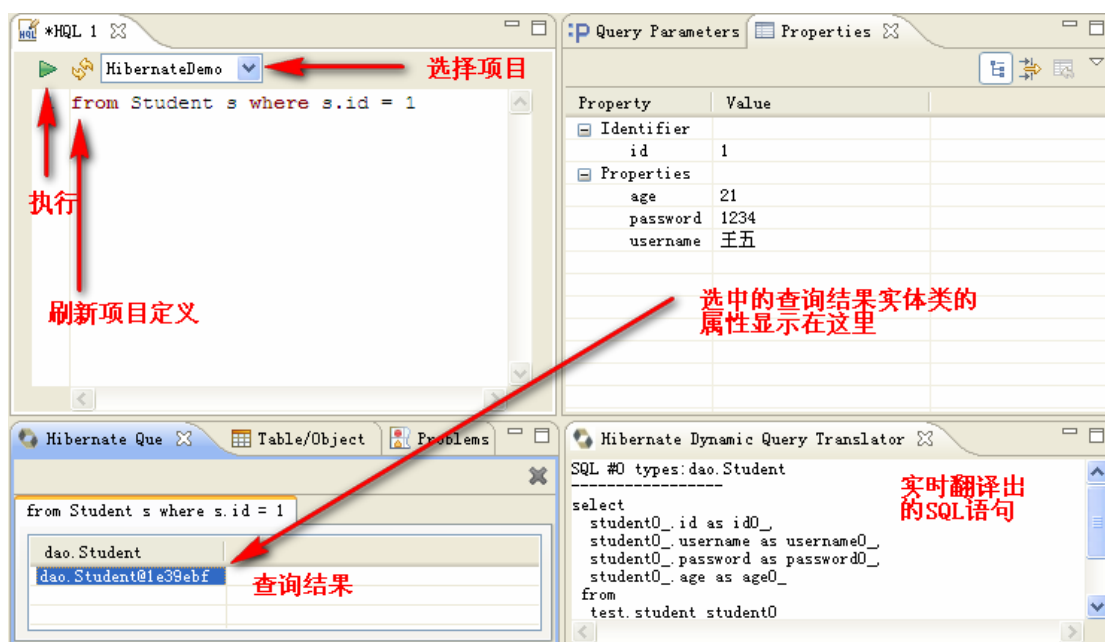 *HQL 1
HibernateDemo
选择项目
from Student s where s.id = 1
执行
刷新项目定义
Query Parameters
Properties
Property Value
Identifier
id 1
Properties
age 21
password 1234
username 王五
选中的查询结果实体类的
属性显示在这里
Hibernate Que
Table/Object
Problems
from Student s where s.id = 1
dao.Student
dao.Student@1e39ebf
查询结果
Hibernate Dynamic Query Translator
SQL #0 types:dao.Student
-----------------
select
student0_.id as id0_,
student0_.username as username0_,
student0_.password as password0_,
student0_.age as age0_
from
test.student student0
实时翻译出
的SQL语句